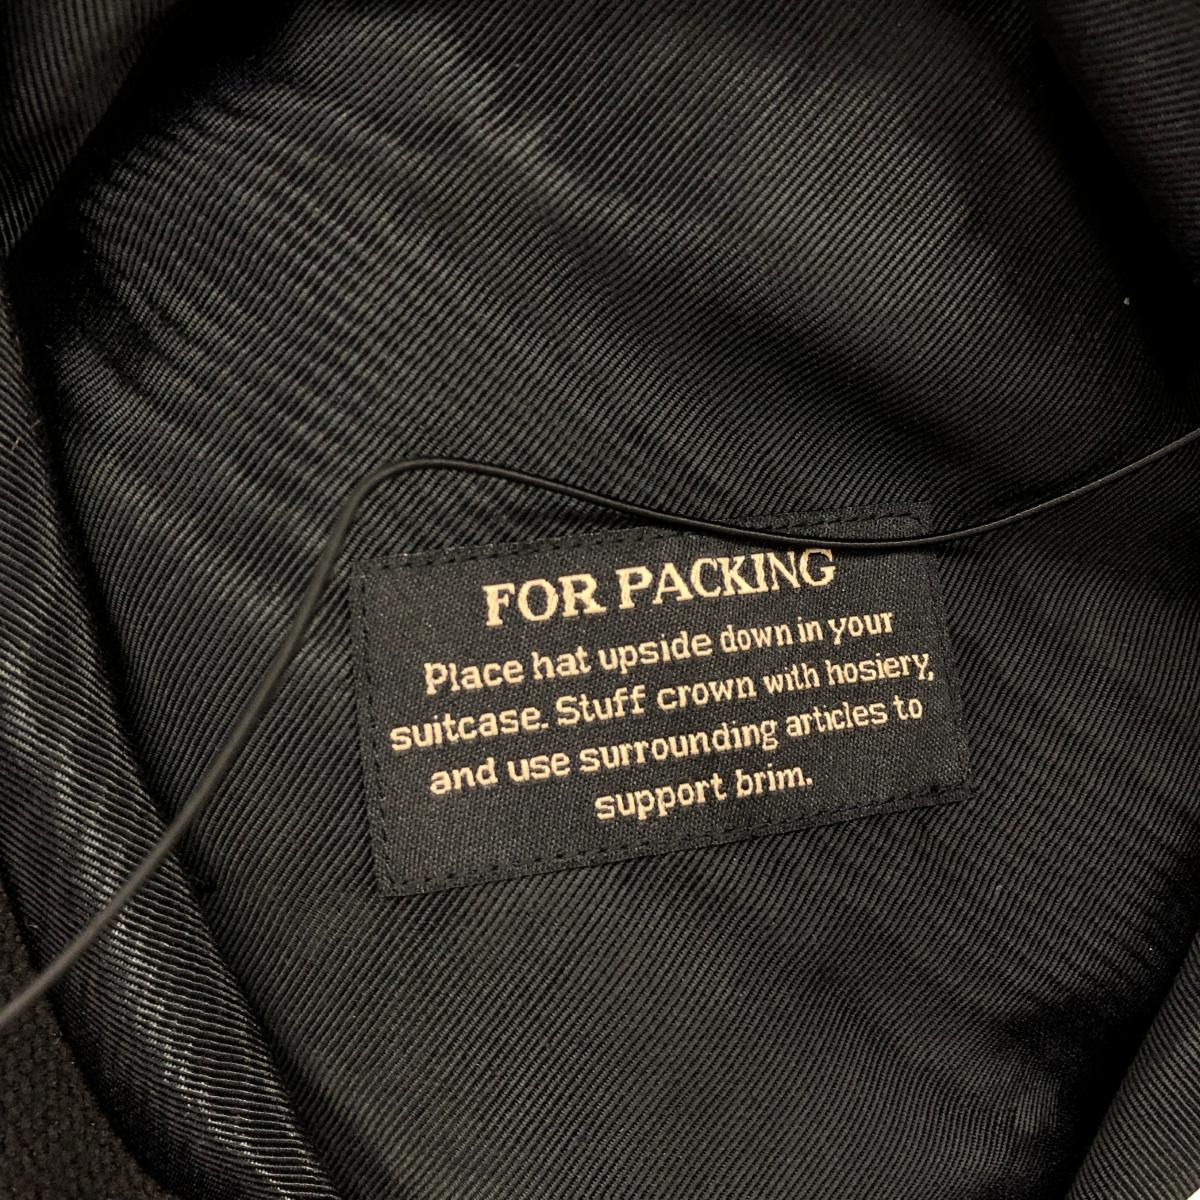 FOR PACKING
Place hat upside down in your
suitcase. Stuff crown with hosiery,
and use surrounding articles to
support brim.